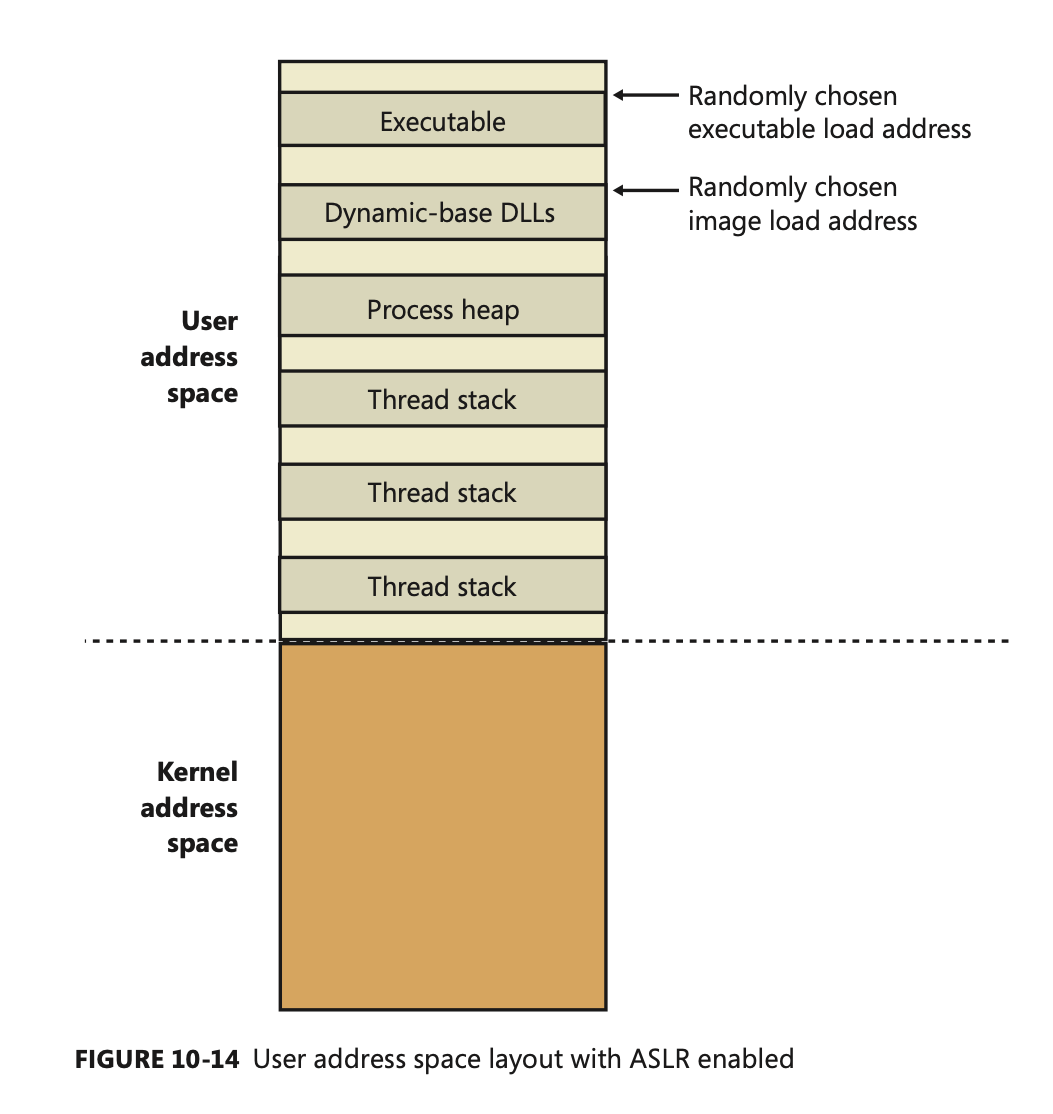 Randomly chosen
executable load address
Executable
Randomly chosen
image load address
Dynamic-base DLLs
Process heap
User
address
space
Thread stack
Thread stack
Thread stack
Kernel
address
space
FIGURE 10-14 User address space layout with ASLR enabled